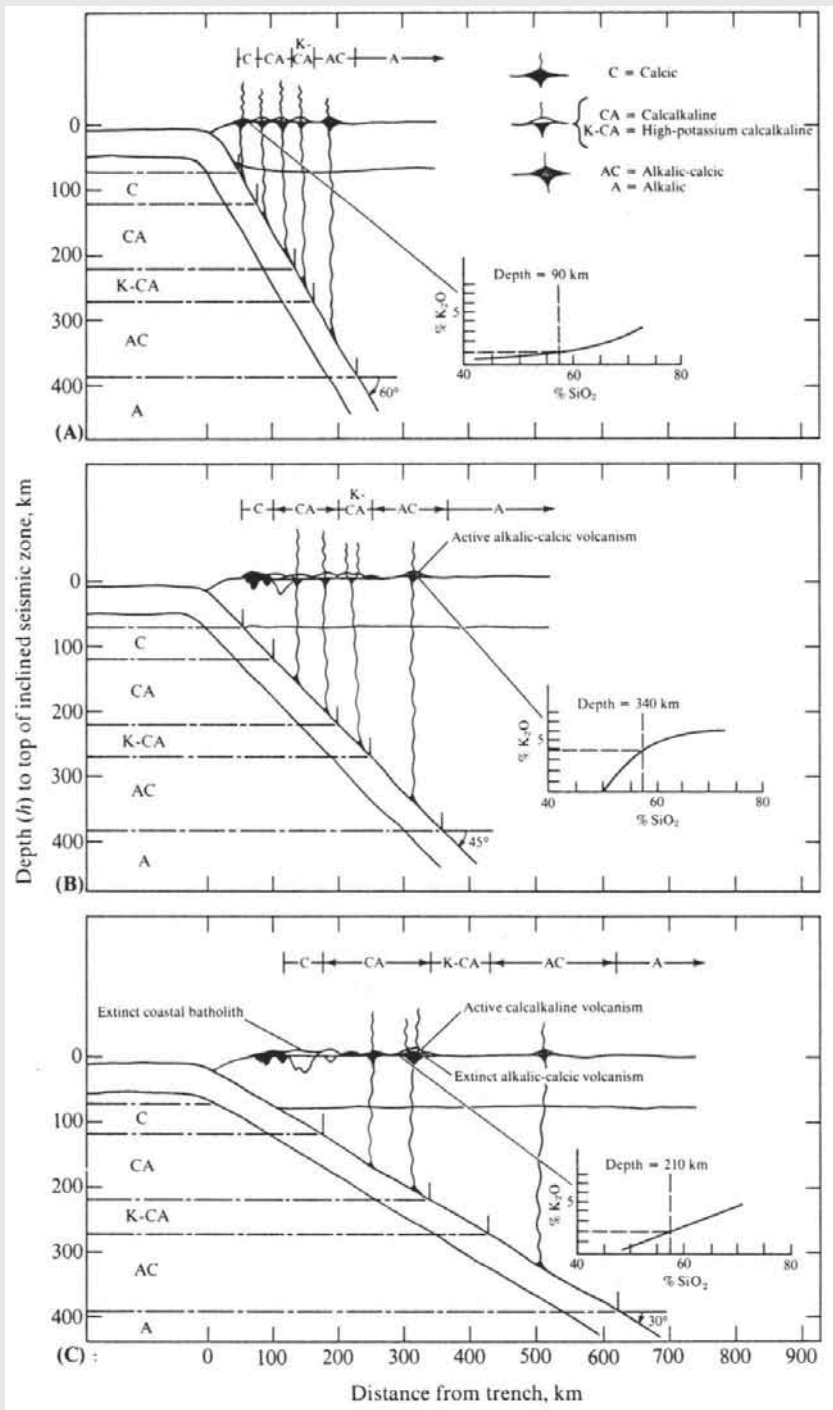 K-
C CA CA AC A
C = Calcic
CA = Calcalkaline
K-CA = High-potassium calcalkaline
AC = Alkalic-calcic
A = Alkalic
0
100
200
300
400
C
CA
K-CA
AC
A
60°
(A)
Depth = 90 km
% K₂O
5
40 60 80
% SiO₂
Depth (h) to top of inclined seismic zone, km
K-
C CA CA AC A
Active alkalic-calcic volcanism
0
100
200
300
400
C
CA
K-CA
AC
A
45°
(B)
Depth = 340 km
% K₂O
5
40 60 80
% SiO₂
C CA K-CA AC A
Extinct coastal batholith
Active calcalkaline volcanism
Extinct alkalic-calcic volcanism
0
100
200
300
400
C
CA
K-CA
AC
A
30°
(C) :
Depth = 210 km
% K₂O
5
40 60 80
% SiO₂
0 100 200 300 400 500 600 700 800 900
Distance from trench, km